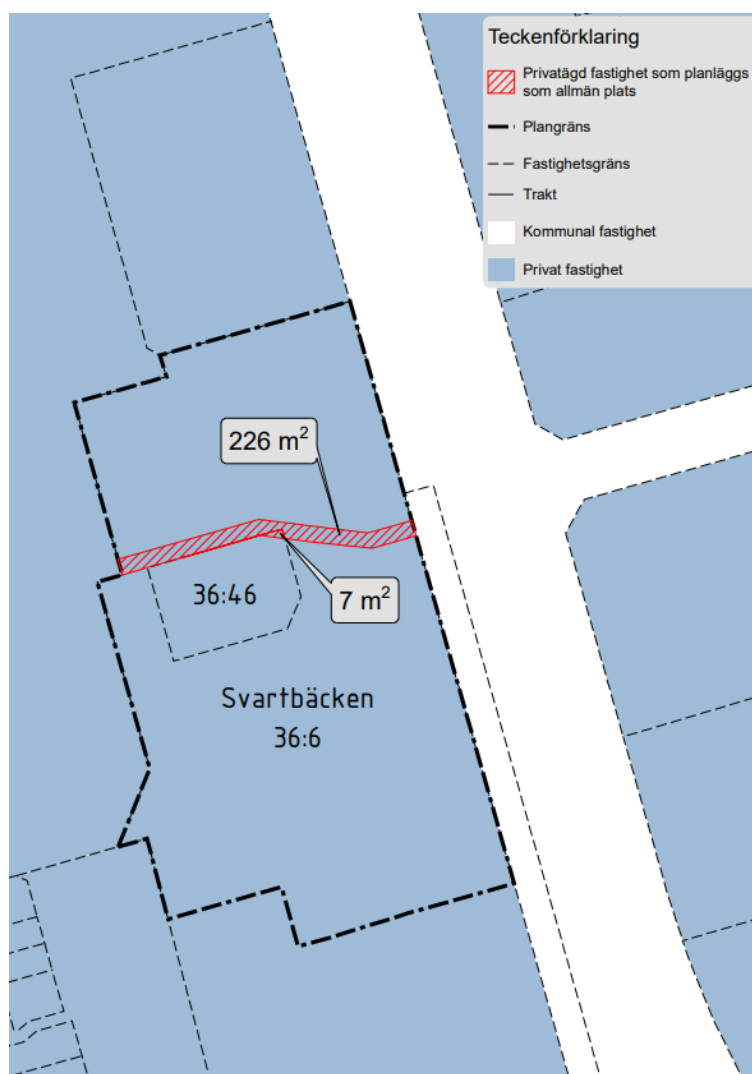 Teckenförklaring
Privatägd fastighet som planläggs
som allmän plats
Plangräns
Fastighetsgräns
Trakt
Kommunal fastighet
Privat fastighet
226 m²
7 m²
36:46
Svartbäcken
36:6